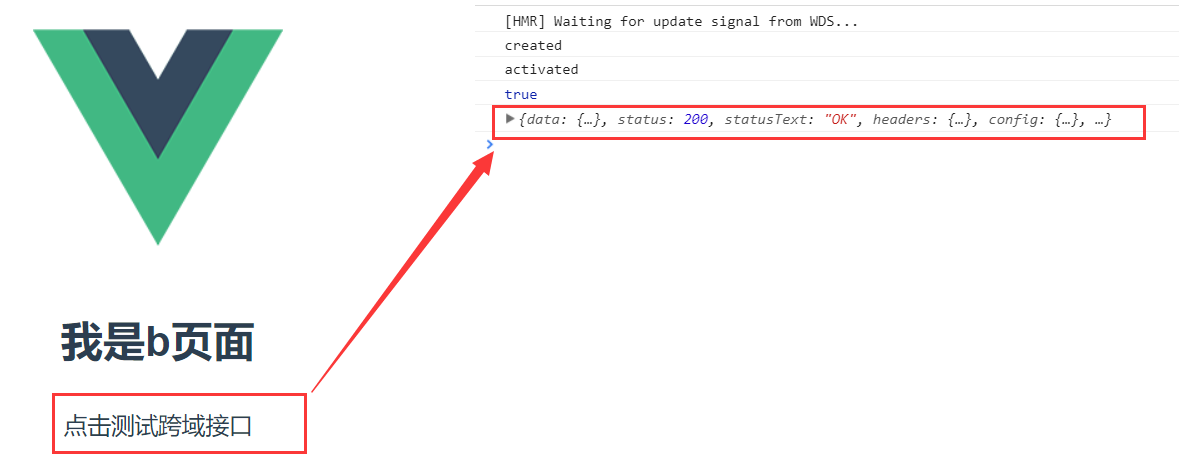 [HMR] Waiting for update signal from WDS...
created
activated
true
{data: {…}, status: 200, statusText: "OK", headers: {…}, config: {…}, …}
我是b页面
点击测试跨域接口